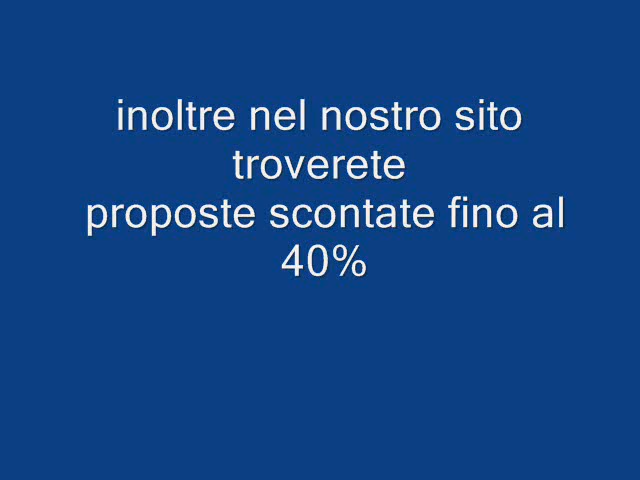 inoltre nel nostro sito
troverete
proposte scontate fino al
40%